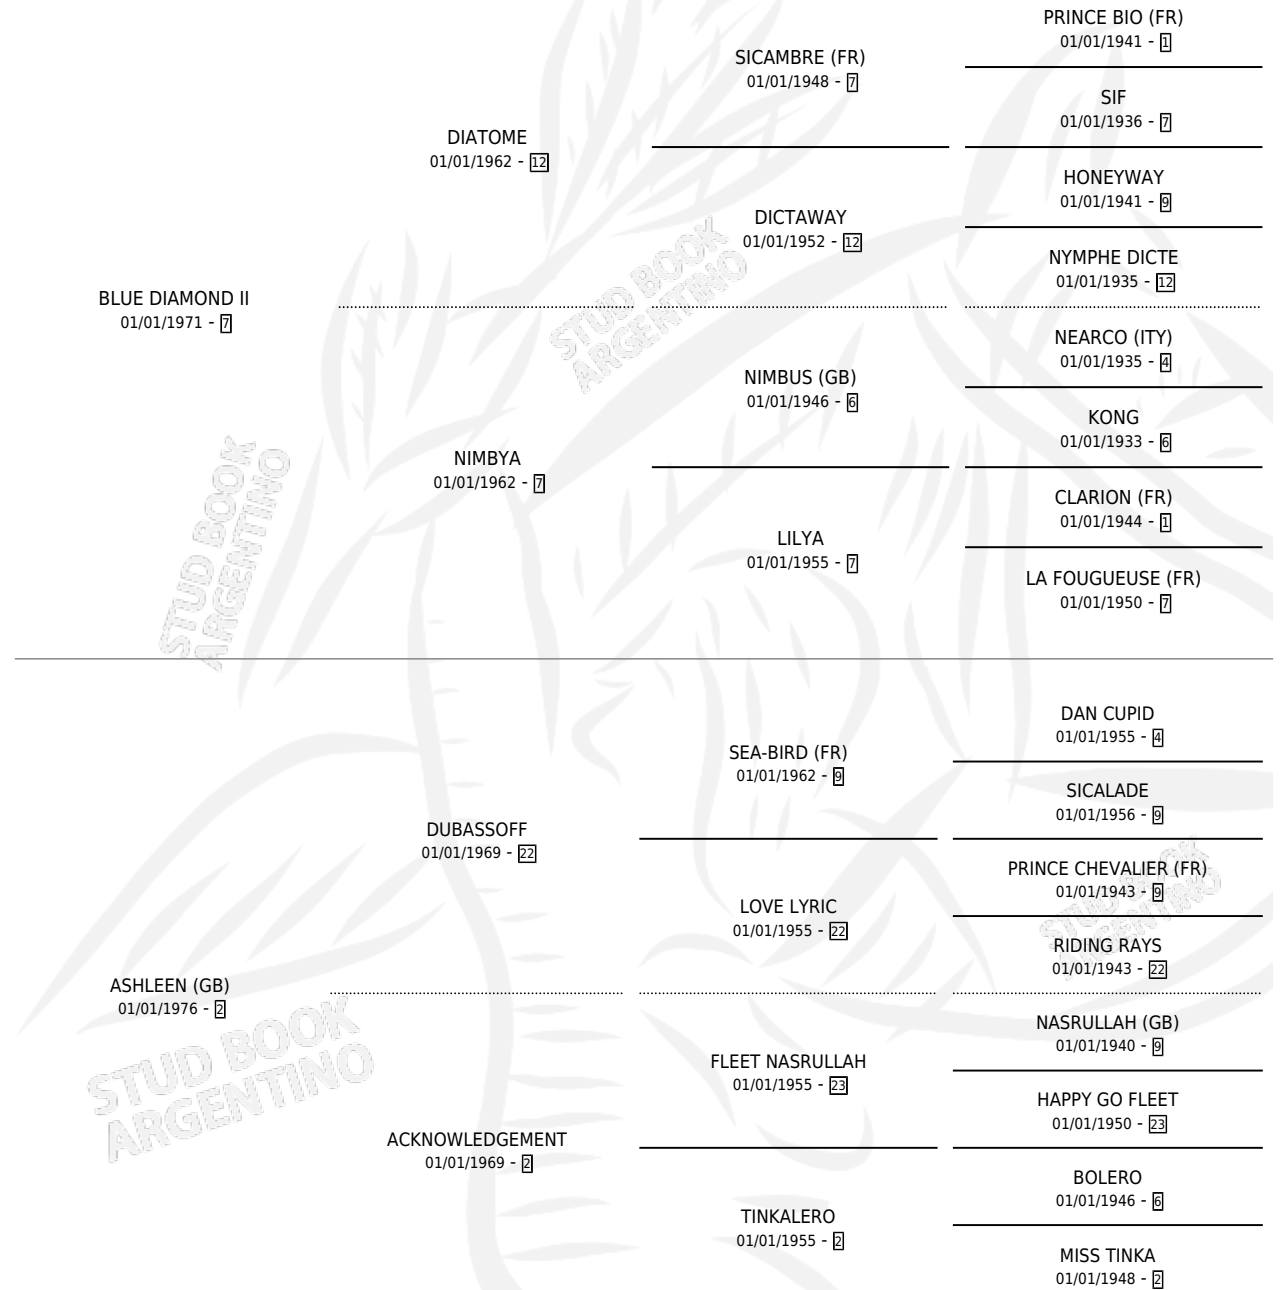 PRINCE BIO (FR)
01/01/1941 - 1
SICAMBRE (FR)
01/01/1948 - 7
SIF
01/01/1936 - 7
DIATOME
01/01/1962 - 12
HONEYWAY
01/01/1941 - 9
DICTAWAY
01/01/1952 - 12
NYMPHE DICTE
01/01/1935 - 12
BLUE DIAMOND II
01/01/1971 - 7
NEARCO (ITY)
01/01/1935 - 4
NIMBUS (GB)
01/01/1946 - 6
KONG
01/01/1933 - 6
NIMBYA
01/01/1962 - 7
CLARION (FR)
01/01/1944 - 1
LILYA
01/01/1955 - 7
LA FOUGUEUSE (FR)
01/01/1950 - 7
DAN CUPID
01/01/1955 - 4
SEA-BIRD (FR)
01/01/1962 - 9
SICALADE
01/01/1956 - 9
DUBASSOFF
01/01/1969 - 22
PRINCE CHEVALIER (FR)
01/01/1943 - 9
LOVE LYRIC
01/01/1955 - 22
RIDING RAYS
01/01/1943 - 22
ASHLEEN (GB)
01/01/1976 - 2
NASRULLAH (GB)
01/01/1940 - 9
FLEET NASRULLAH
01/01/1955 - 23
HAPPY GO FLEET
01/01/1950 - 23
ACKNOWLEDGEMENT
01/01/1969 - 2
BOLERO
01/01/1946 - 6
TINKALERO
01/01/1955 - 2
MISS TINKA
01/01/1948 - 2
STUD BOOK
ARGENTINO
STUD BOOK
ARGENTINO
STUD BOOK
ARGENTINO
STUD BOOK
ARGENTINO